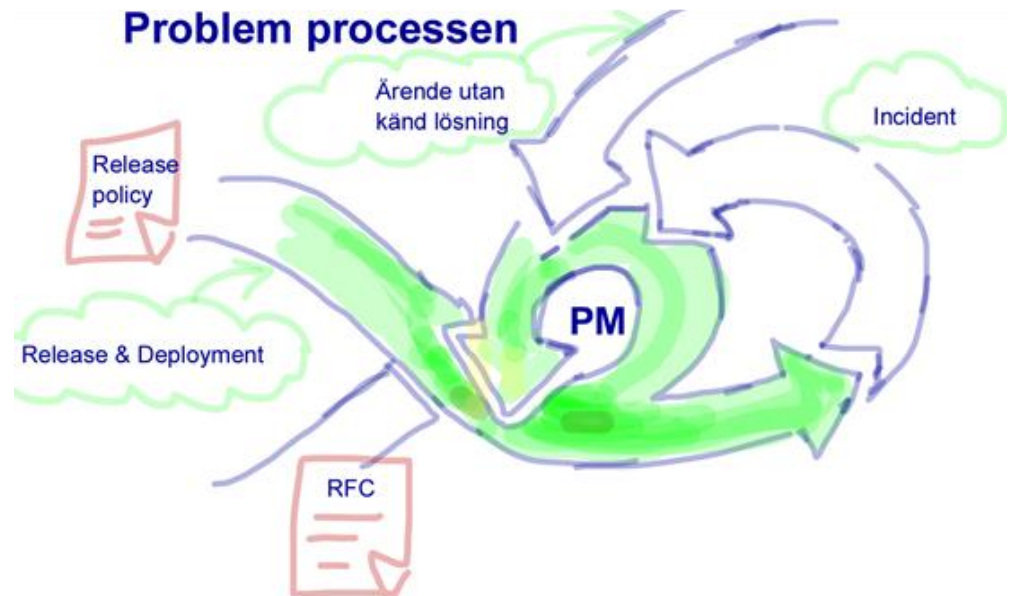 Problem processen
Ärende utan
känd lösning
Incident
Release
policy
PM
Release & Deployment
RFC